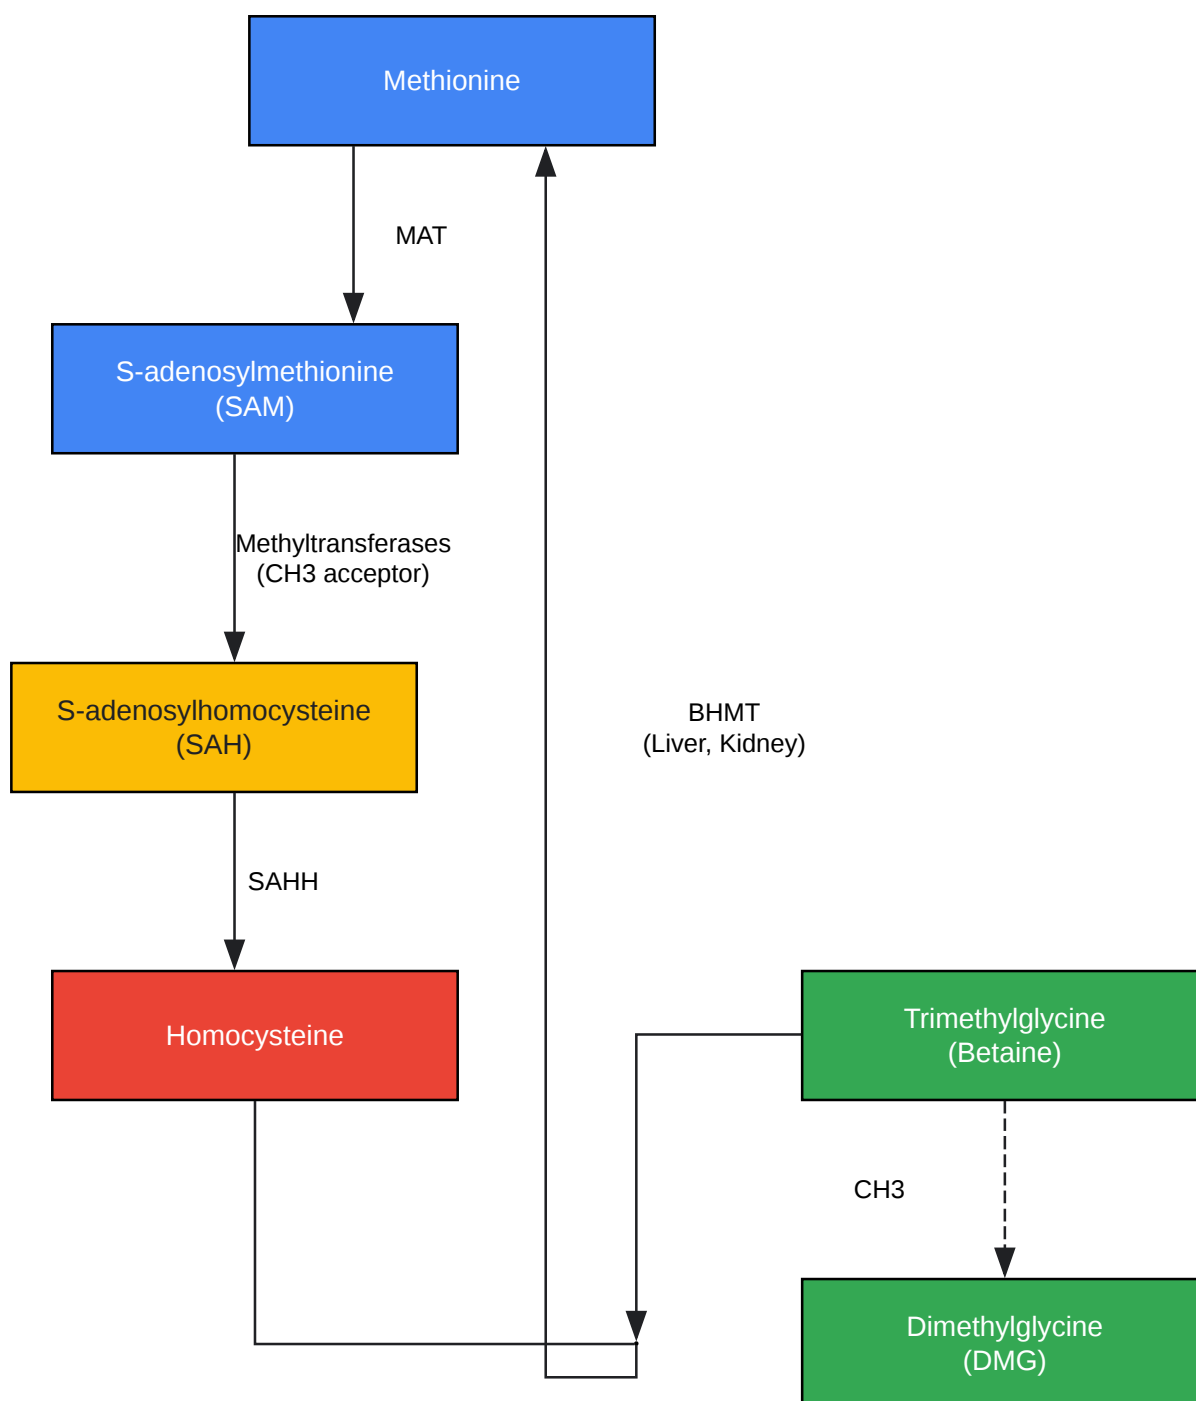 Methionine
MAT
S-adenosylmethionine
(SAM)
Methyltransferases
(CH3 acceptor)
S-adenosylhomocysteine
(SAH)
BHMT
(Liver, Kidney)
SAHH
Homocysteine
Trimethylglycine
(Betaine)
CH3
Dimethylglycine
(DMG)